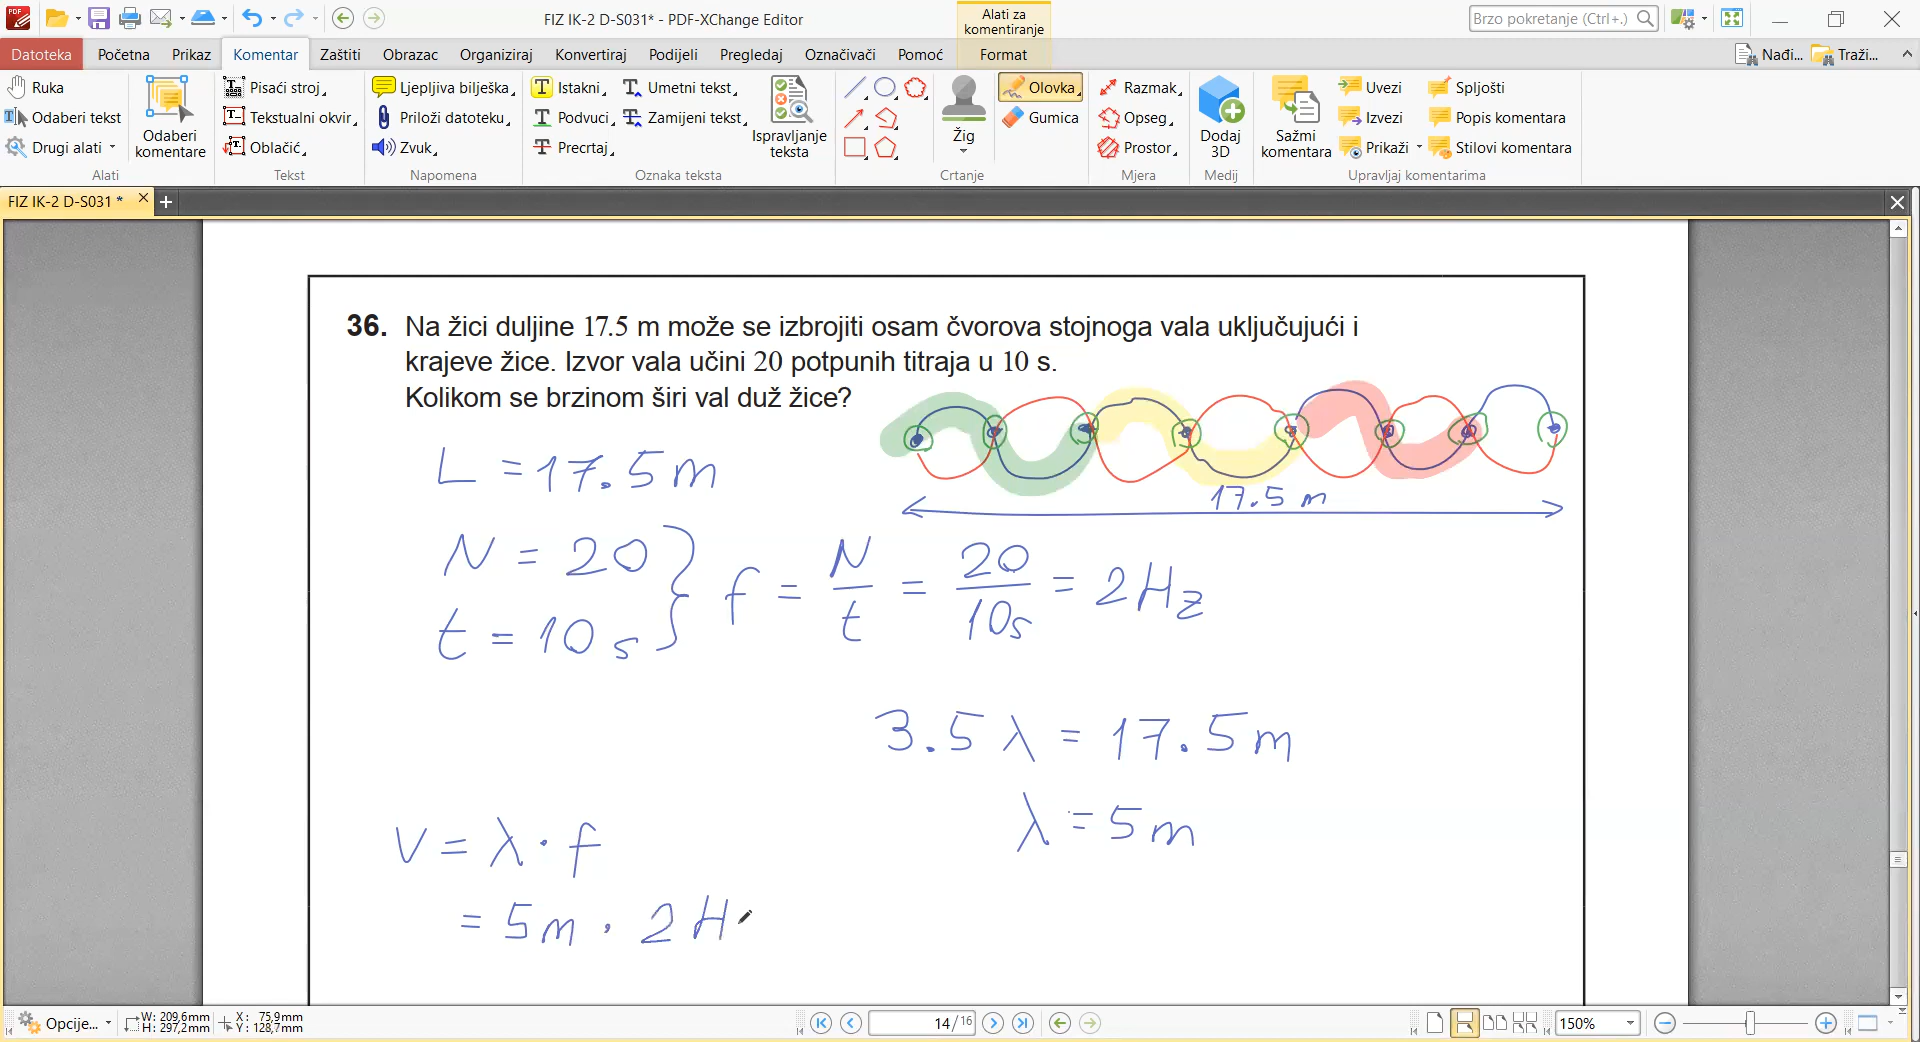 FIZ IK-2 D-S031* - PDF-XChange Editor
Alati za komentiranje
Brzo pokretanje (Ctrl+.)
Datoteka Početna Prikaz Komentar Zaštiti Obrazac Organiziraj Konvertiraj Podijeli Pregledaj Označivači Pomoć Format Nađi... Traži...
Ruka
Odaberi tekst
Drugi alati
Odaberi komentare
Alati
Pisaći stroj
Tekstualni okvir
Oblačić
Tekst
Ljepljiva bilješka
Priloži datoteku
Zvuk
Napomena
Istakni
Podvuci
Precrtaj
Umetni tekst
Zamijeni tekst
Ispravljanje teksta
Oznaka teksta
Žig
Olovka
Gumica
Crtanje
Razmak
Opseg
Prostor
Mjera
Dodaj 3D
Medij
Sažmi komentara
Uvezi
Izvezi
Prikaži
Spljošti
Popis komentara
Stilovi komentara
Upravljaj komentarima
FIZ IK-2 D-S031 *
36. Na žici duljine 17.5 m može se izbrojiti osam čvorova stojnoga vala uključujući i
krajeve žice. Izvor vala učini 20 potpunih titraja u 10 s.
Kolikom se brzinom širi val duž žice?
L = 17.5 m
17.5 m
N = 20
t = 10 s
f = N/t = 20/10s = 2Hz
3.5 λ = 17.5 m
λ = 5 m
V = λ · f
= 5m · 2 H
Opcije...
W: 209,6mm
H: 297,2mm
X: 75,9mm
Y: 128,7mm
14 / 16
150%